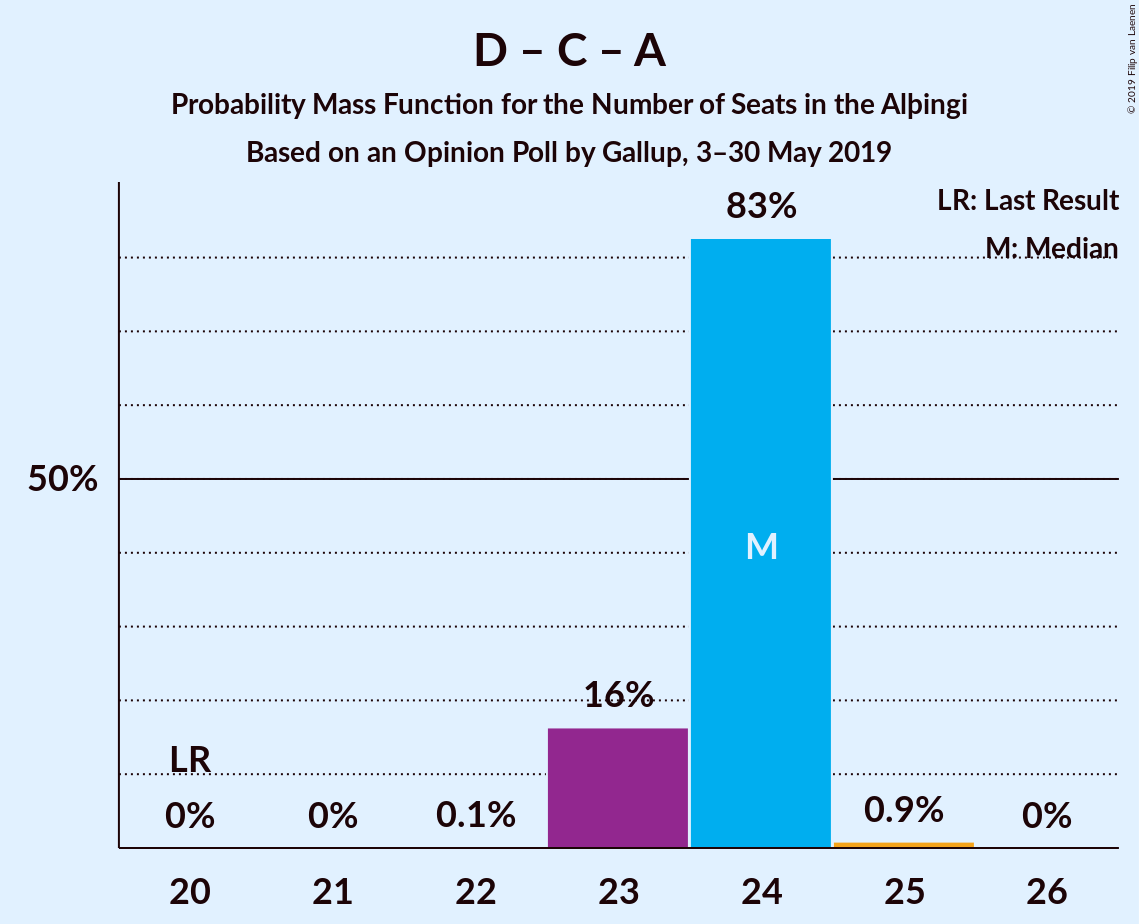 D – C – A
Probability Mass Function for the Number of Seats in the Alþingi
Based on an Opinion Poll by Gallup, 3–30 May 2019
© 2019 Filip van Laenen
LR: Last Result
M: Median
83%
50%
M
16%
LR
0%
0%
0.1%
0.9%
0%
20
21
22
23
24
25
26